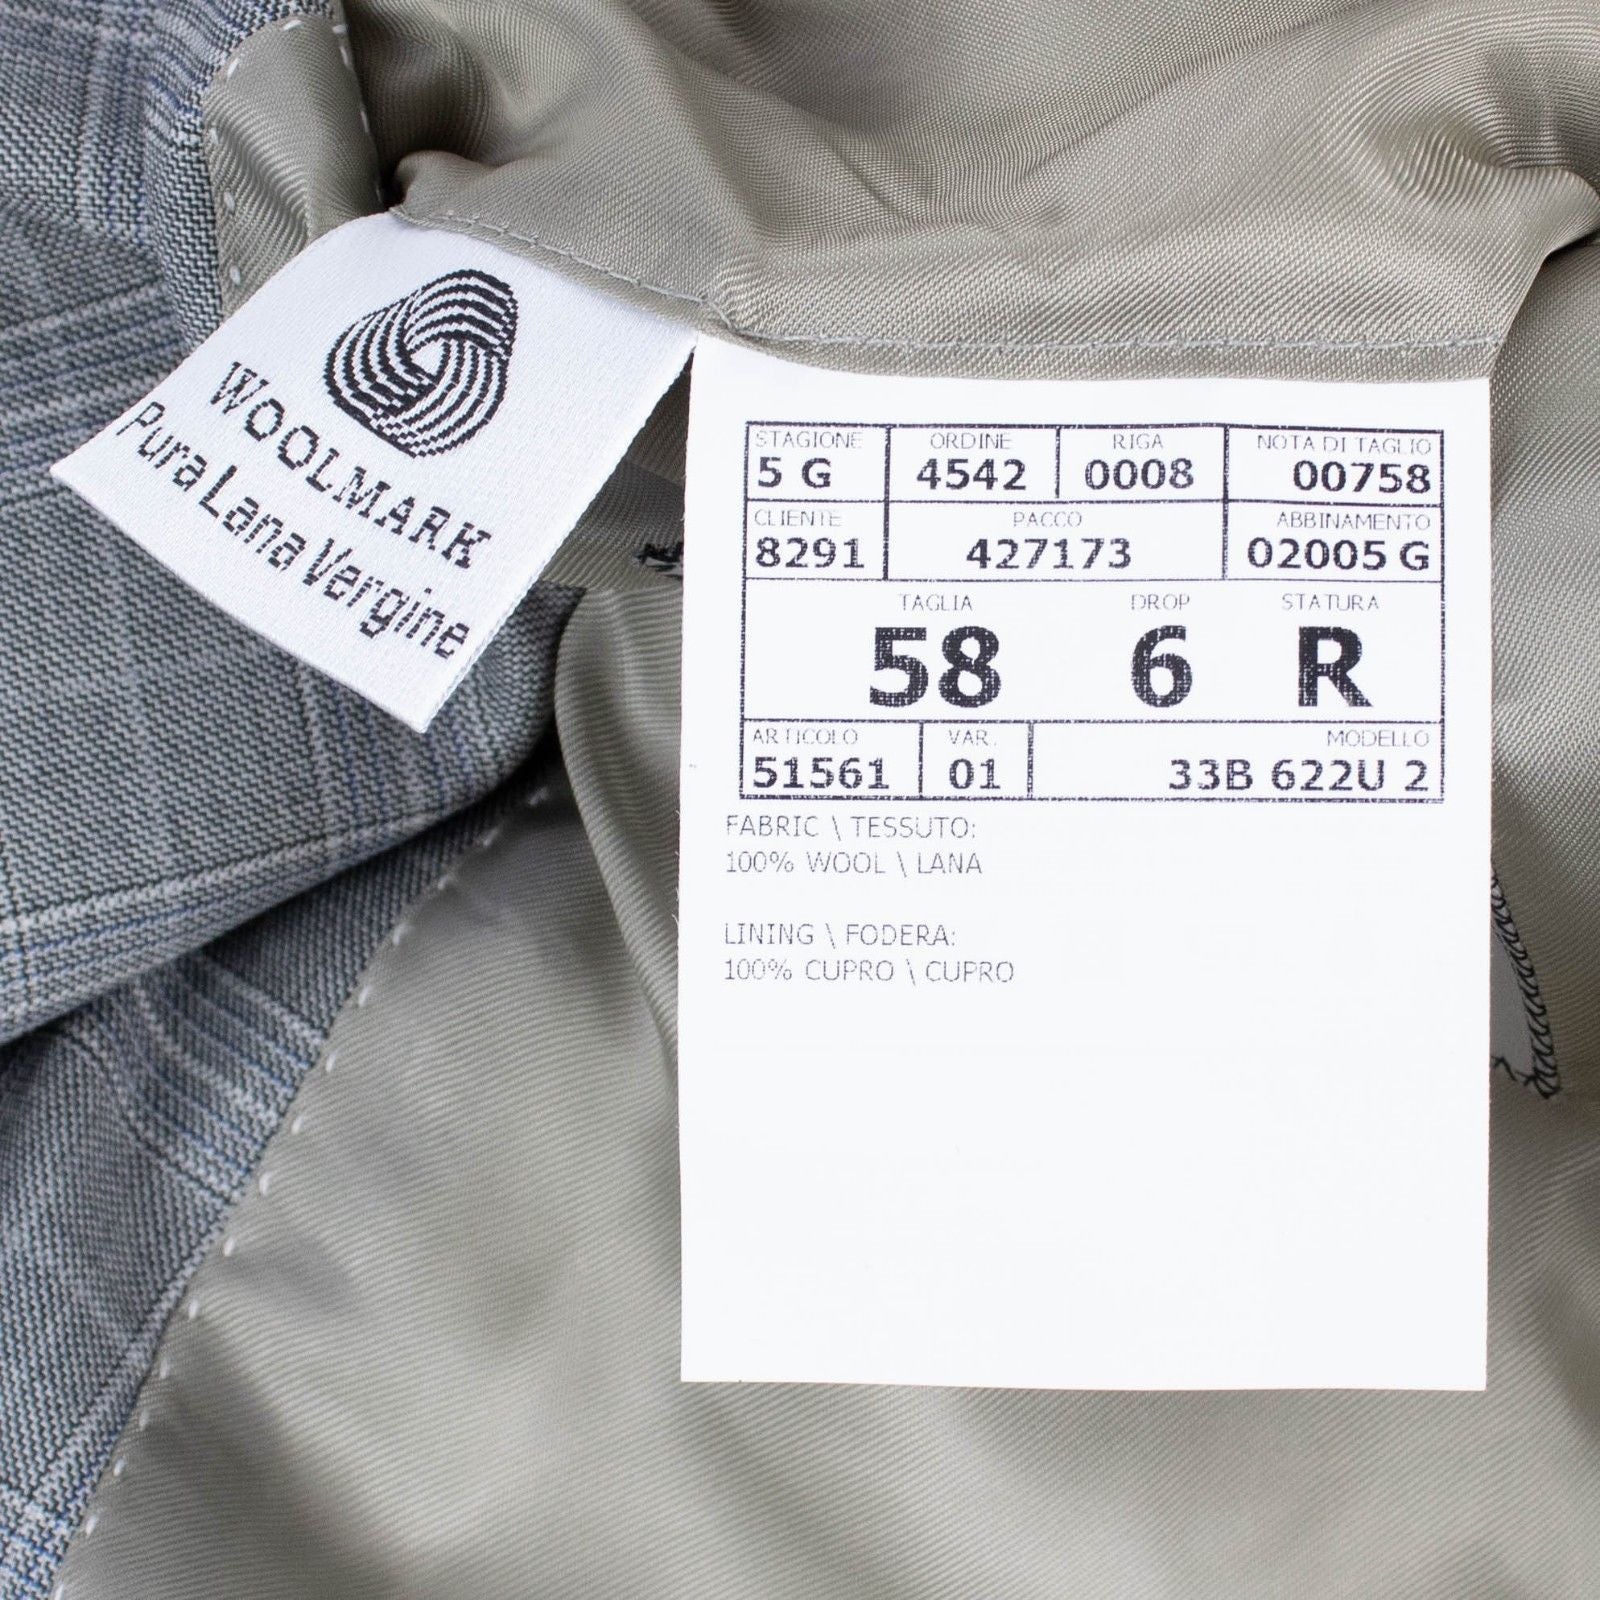 WOOLMARK
Pura Lana Vergine
STAGIONE ORDINE RIGA NOTA DI TAGLIO
5 G 4542 0008 00758
CLIENTE PACCO ABBINAMENTO
8291 427173 02005 G
TAGLIA DROP STATURA
58 6 R
ARTICOLO VAR. MODELLO
51561 01 33B 622U 2
FABRIC \ TESSUTO:
100% WOOL \ LANA
LINING \ FODERA:
100% CUPRO \ CUPRO